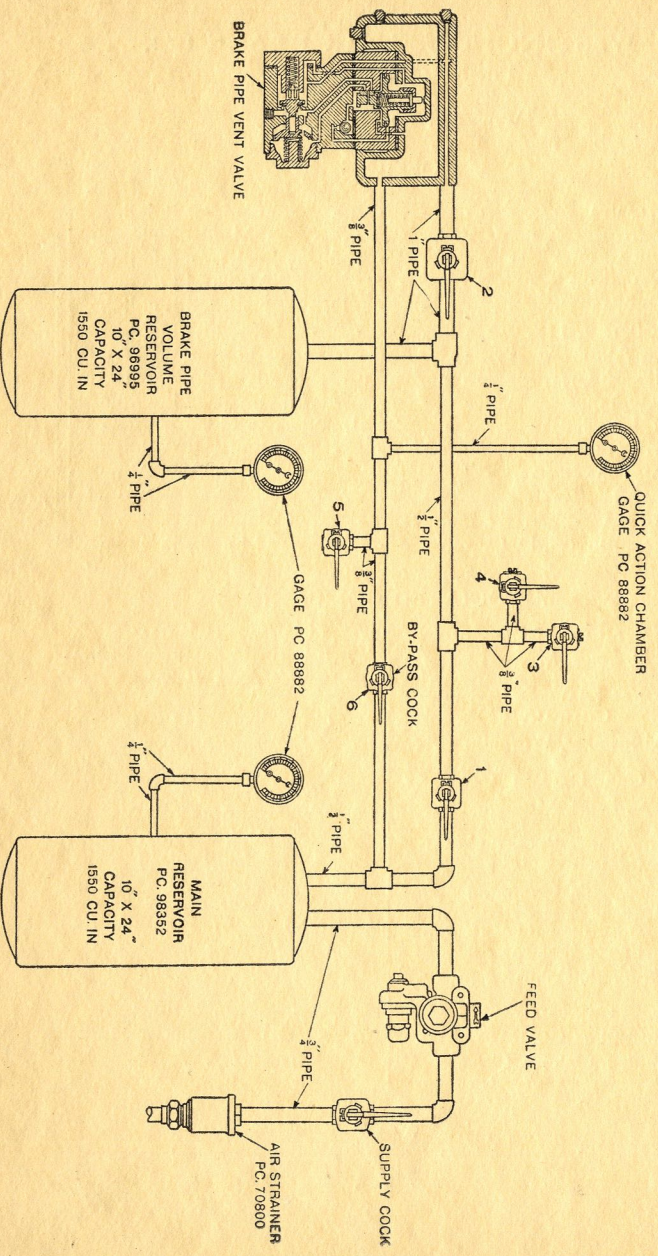 QUICK ACTION CHAMBER
GAGE PC 88882
BRAKE PIPE VENT VALVE
3/8" PIPE
1" PIPE
2
1/4" PIPE
1/2" PIPE
4
3
3/8" PIPE
1
FEED VALVE
5
3/8" PIPE
BY-PASS COCK
6
BRAKE PIPE
VOLUME
RESERVOIR
PC. 96995
10" X 24"
CAPACITY
1550 CU. IN
1/4" PIPE
GAGE PC 88882
1/4" PIPE
1/2" PIPE
MAIN
RESERVOIR
PC. 98352
10" X 24"
CAPACITY
1550 CU. IN
3/4" PIPE
SUPPLY COCK
AIR STRAINER
PC. 70800